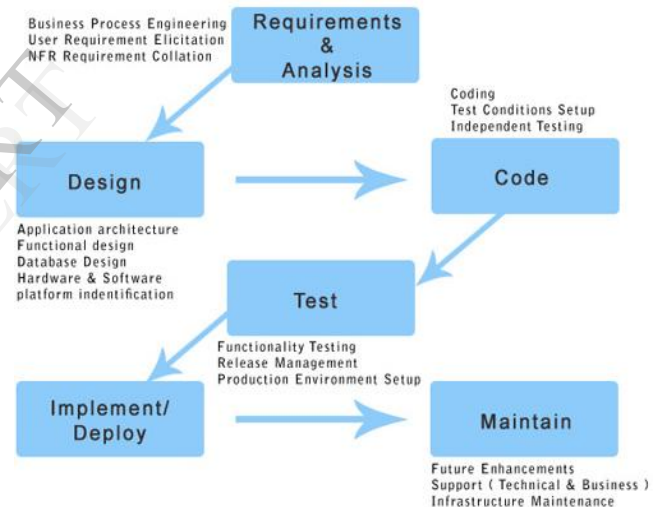 Business Process Engineering
User Requirement Elicitation
NFR Requirement Collation
Requirements
&
Analysis
Coding
Test Conditions Setup
Independent Testing
Design
Code
Application architecture
Functional design
Database Design
Hardware & Software
platform indentification
Test
Functionality Testing
Release Management
Production Environment Setup
Implement/
Deploy
Maintain
Future Enhancements
Support ( Technical & Business )
Infrastructure Maintenance